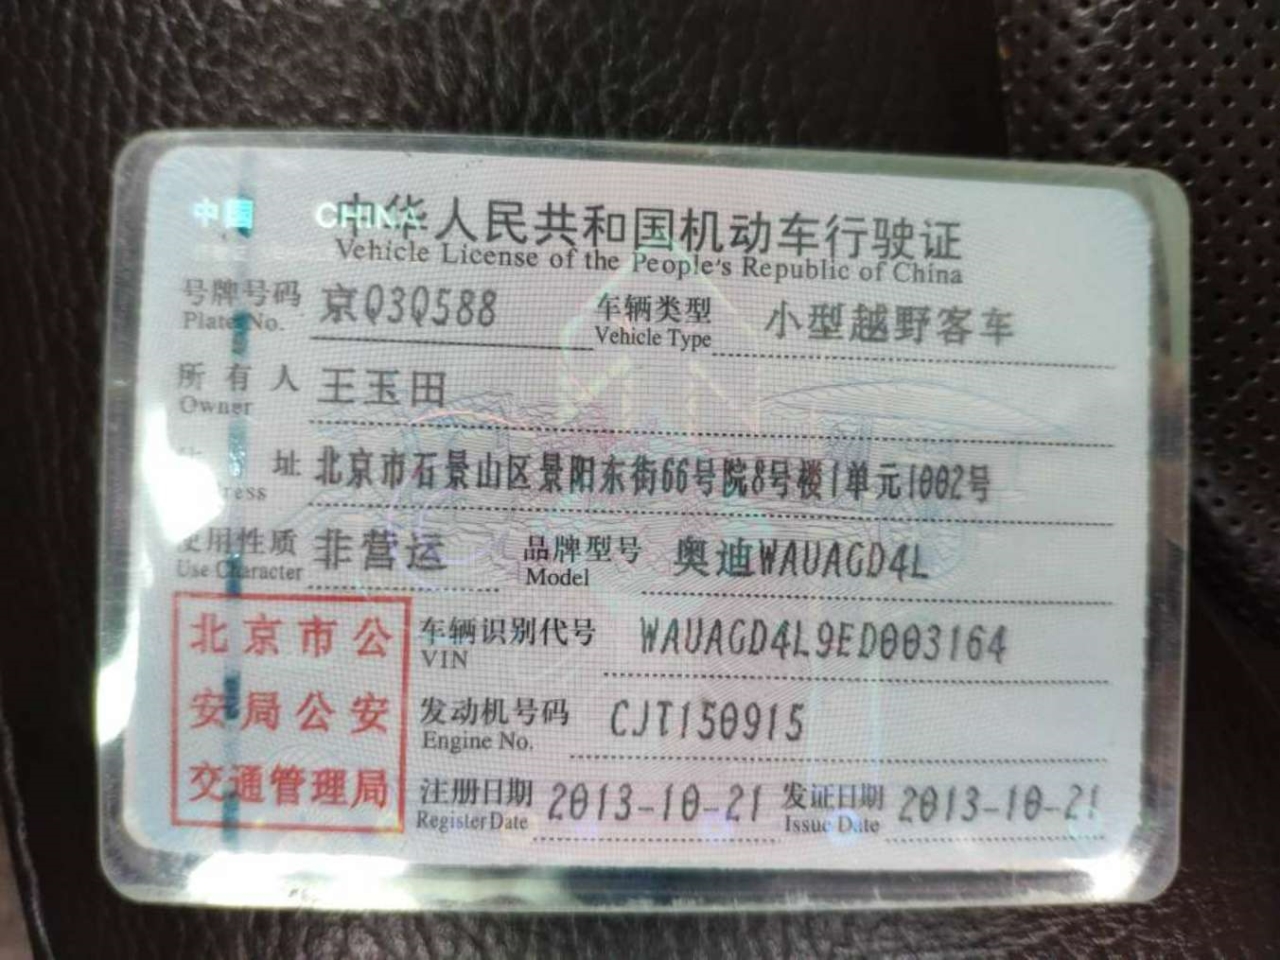 中国 CHINA
中华人民共和国机动车行驶证
Vehicle License of the People's Republic of China
号牌号码 京Q3Q588 车辆类型 小型越野客车
Plate No. Vehicle Type
所有人 王玉田
Owner
址 北京市石景山区景阳东街66号院8号楼1单元1002号
使用性质 非营运 品牌型号 奥迪WAUAGD4L
Use Character Model
北京市公
安局公安
交通管理局
车辆识别代号 WAUAGD4L9ED003164
VIN
发动机号码 CJT150915
Engine No.
注册日期 2013-10-21 发证日期 2013-10-21
Register Date Issue Date